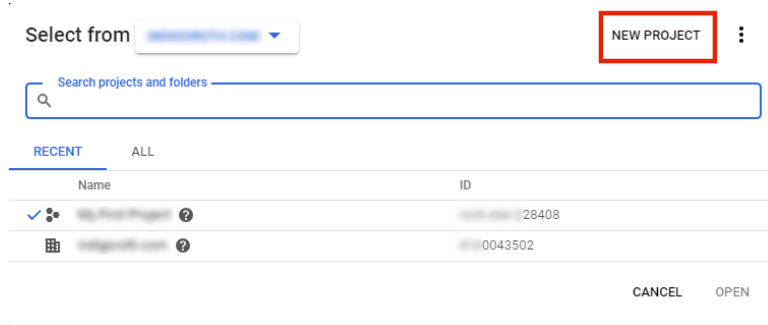 Select from
NEW PROJECT
Search projects and folders
RECENT ALL
Name ID
28408
0043502
CANCEL OPEN